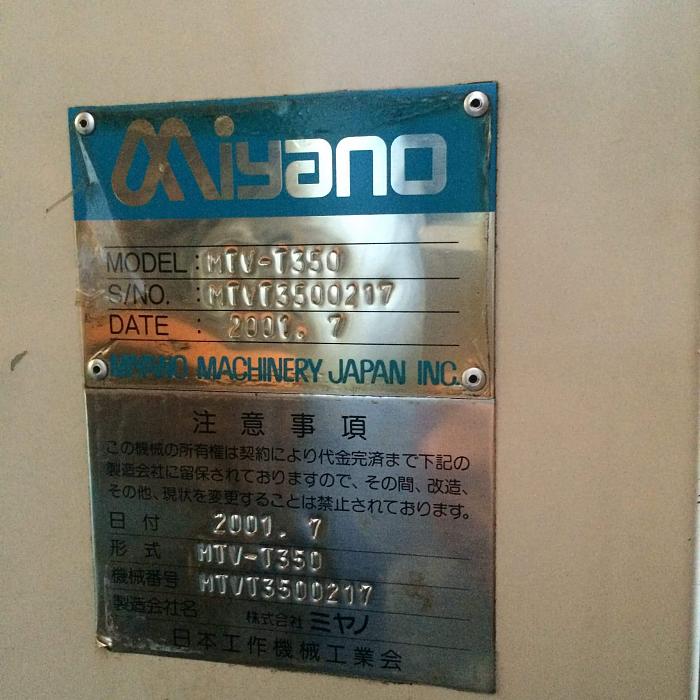 Miyano
MODEL : MTV-T350
S/NO. : MTVT3500217
DATE : 2001. 7
MIYANO MACHINERY JAPAN INC.
注意事項
この機械の所有権は契約により代金完済まで下記の
製造会社に留保されておりますので、その間、改造、
その他、現状を変更することは禁止されております。
日付 2001. 7
形式 MTV-T350
機械番号 MTVT3500217
製造会社名 株式会社 ミヤノ
日本工作機械工業会